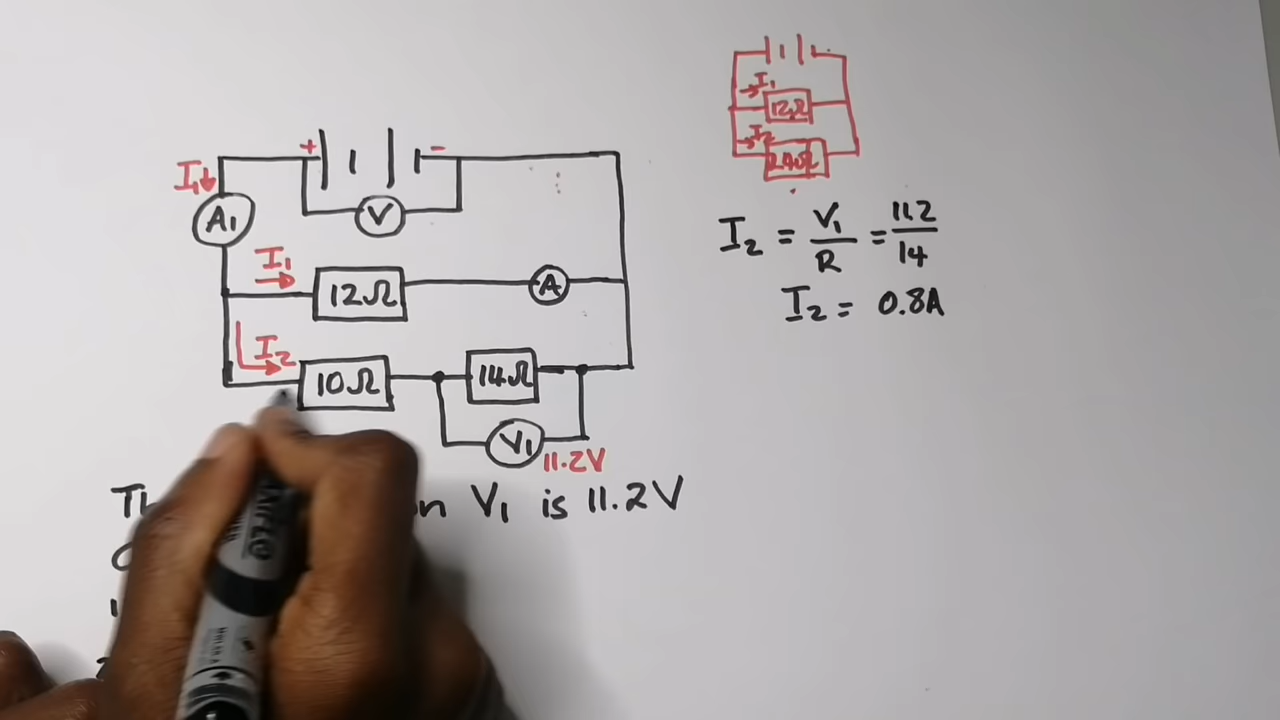 + -
I₁
A₁
V
I₁
12Ω
A
I₂
10Ω
14Ω
V₁
11.2V
V₁ is 11.2V
I₁
12Ω
I₂
24Ω
I₂ = V₁/R = 11.2/14
I₂ = 0.8A